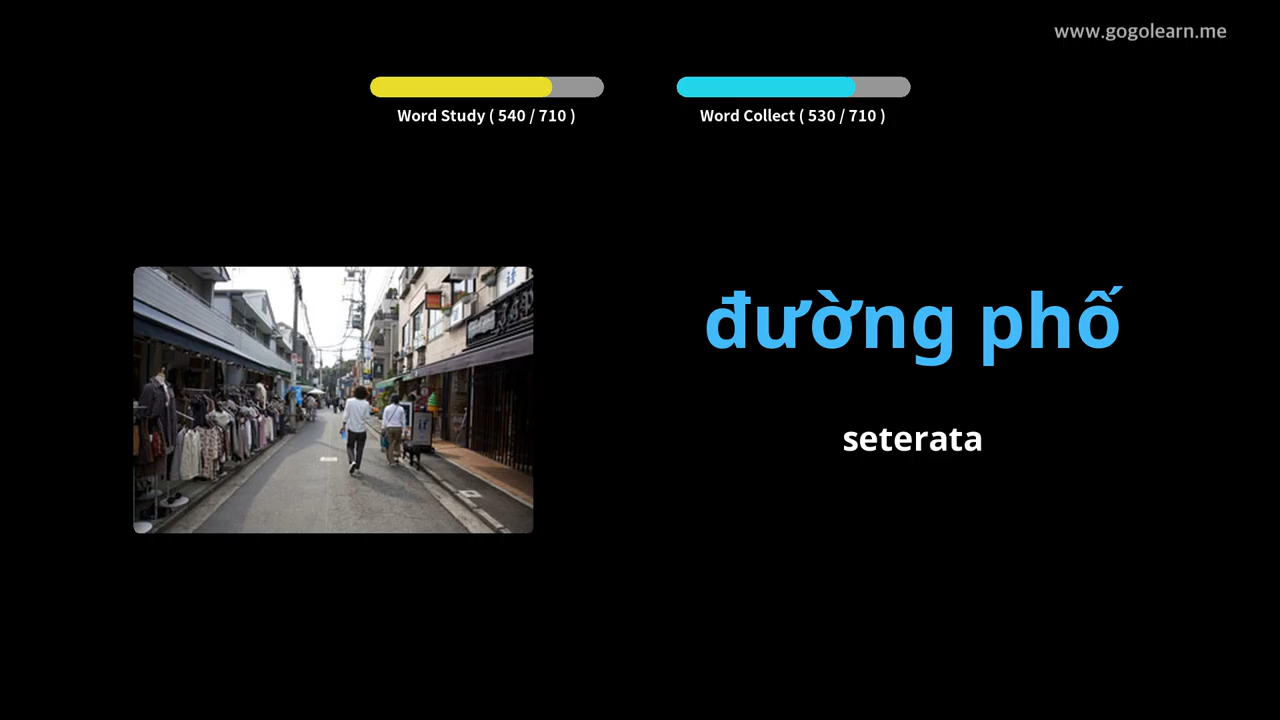 www.gogolearn.me
Word Study ( 540 / 710 )
Word Collect ( 530 / 710 )
đường phố
seterata